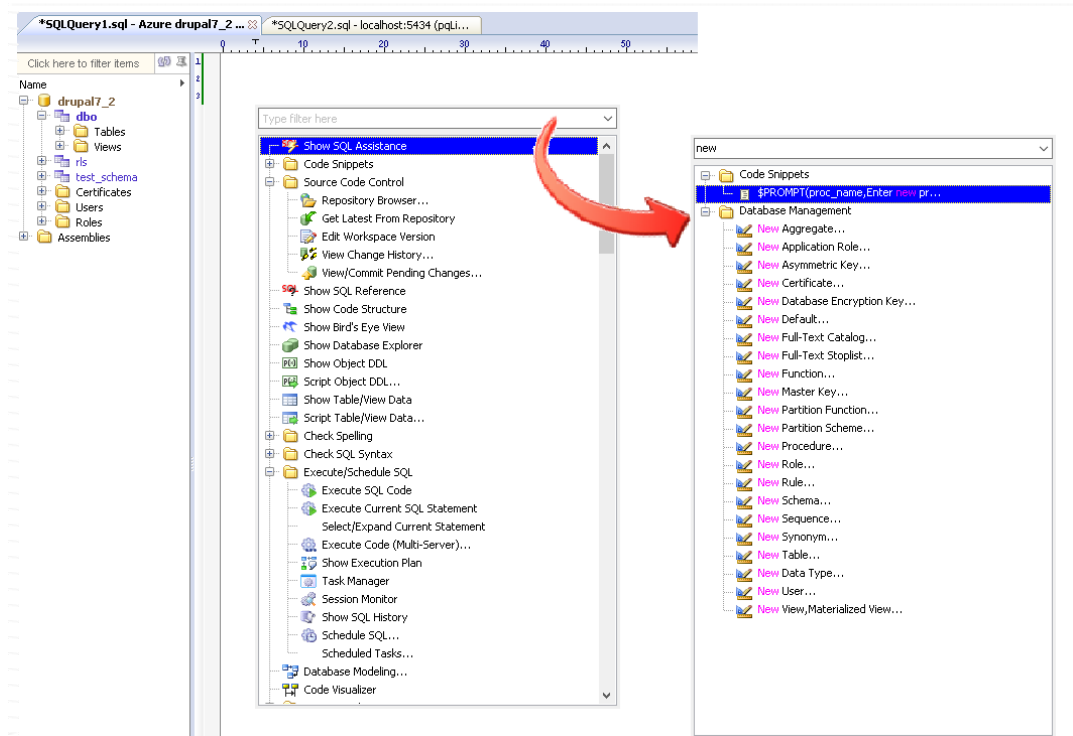 *SQLQuery1.sql - Azure drupal7_2 ...
*SQLQuery2.sql - localhost:5434 (pqLi...
0 10 20 30 40 50
Click here to filter items
Name
drupal7_2
dbo
Tables
Views
rls
test_schema
Certificates
Users
Roles
Assemblies
1
2
3
Type filter here
Show SQL Assistance
Code Snippets
Source Code Control
Repository Browser...
Get Latest From Repository
Edit Workspace Version
View Change History...
View/Commit Pending Changes...
Show SQL Reference
Show Code Structure
Show Bird's Eye View
Show Database Explorer
Show Object DDL
Script Object DDL...
Show Table/View Data
Script Table/View Data...
Check Spelling
Check SQL Syntax
Execute/Schedule SQL
Execute SQL Code
Execute Current SQL Statement
Select/Expand Current Statement
Execute Code (Multi-Server)...
Show Execution Plan
Task Manager
Session Monitor
Show SQL History
Schedule SQL...
Scheduled Tasks...
Database Modeling...
Code Visualizer
new
Code Snippets
$PROMPT(proc_name,Enter new pr...
Database Management
New Aggregate...
New Application Role...
New Asymmetric Key...
New Certificate...
New Database Encryption Key...
New Default...
New Full-Text Catalog...
New Full-Text Stoplist...
New Function...
New Master Key...
New Partition Function...
New Partition Scheme...
New Procedure...
New Role...
New Rule...
New Schema...
New Sequence...
New Synonym...
New Table...
New Data Type...
New User...
New View,Materialized View...